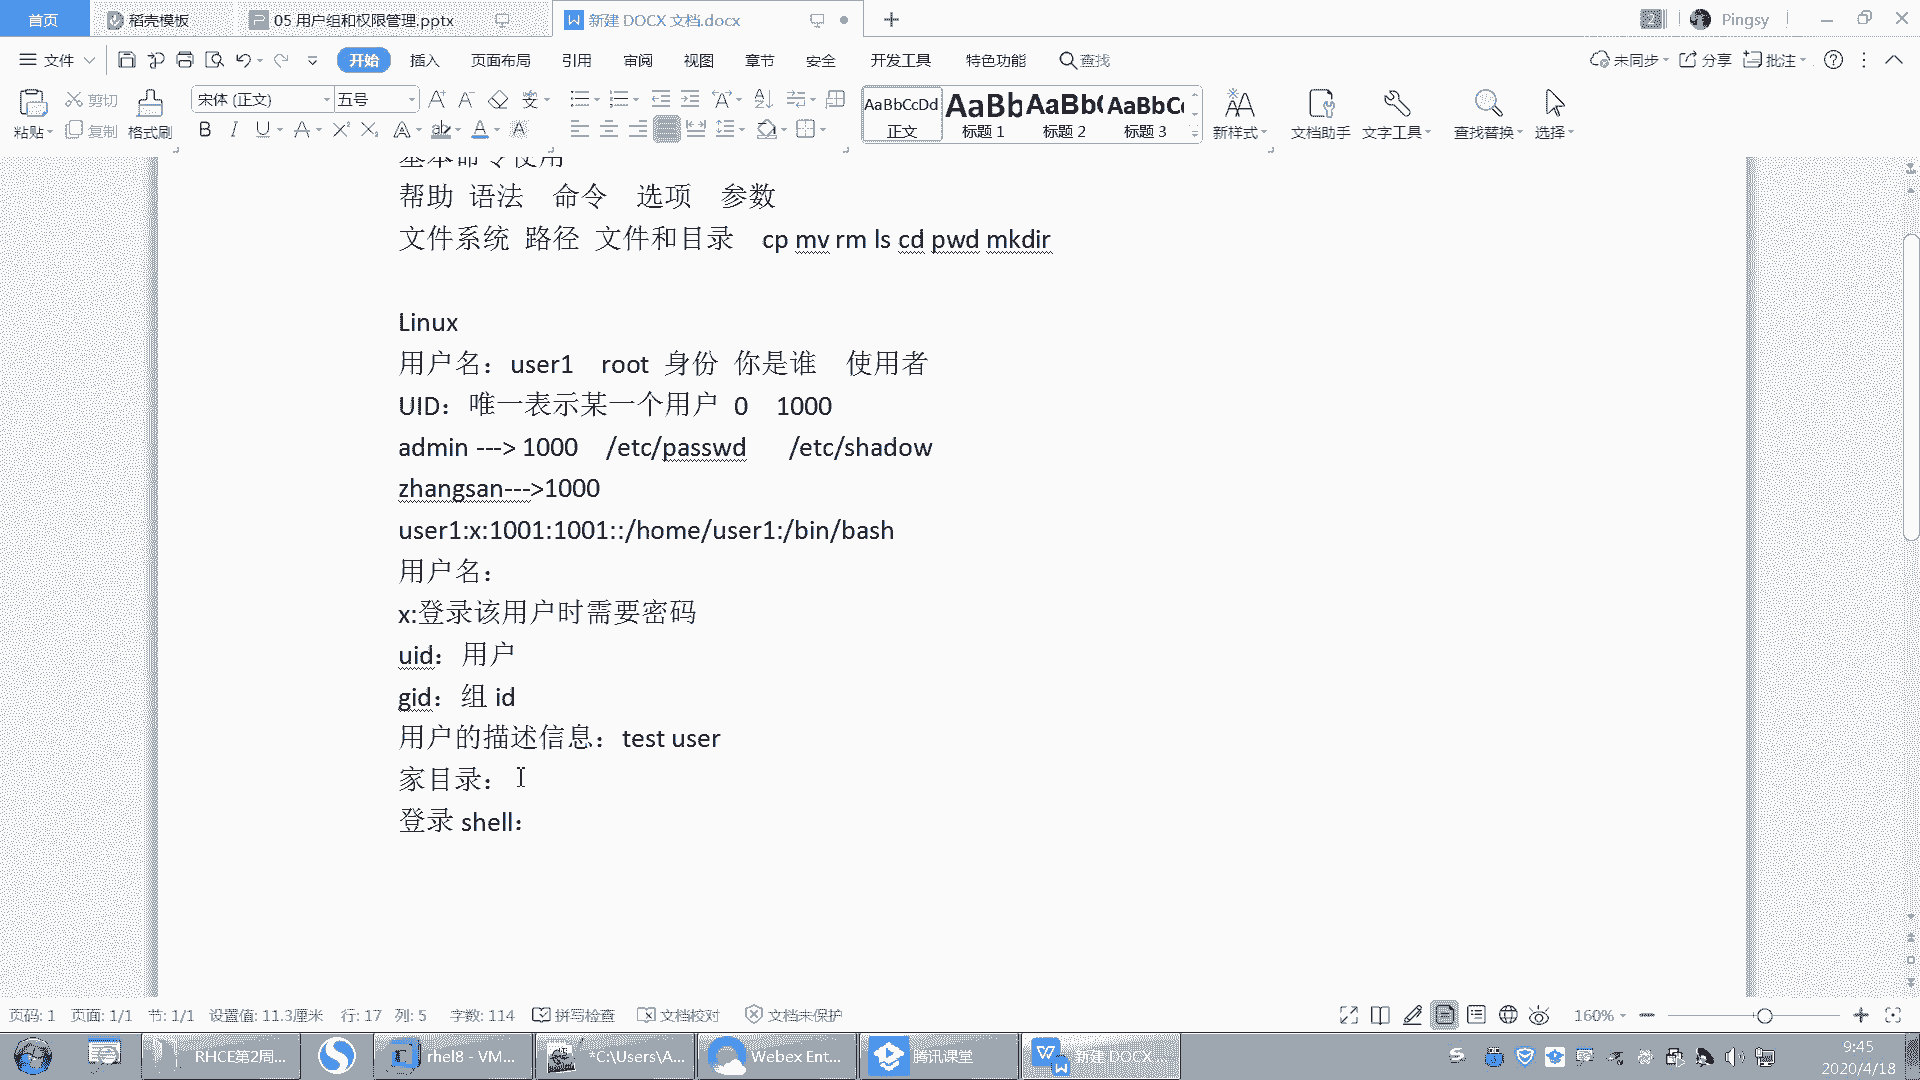 首页 稻壳模板 05 用户组和权限管理.pptx 新建 DOCX 文档.docx Pingsy
文件 开始 插入 页面布局 引用 审阅 视图 章节 安全 开发工具 特色功能 查找 未同步 分享 批注
粘贴 剪切 复制 格式刷 宋体 (正文) 五号 AaBbCcDd 正文 AaBb 标题 1 AaBb( 标题 2 AaBbC 标题 3 新样式 文档助手 文字工具 查找替换 选择
基本命令使用
帮助 语法 命令 选项 参数
文件系统 路径 文件和目录 cp mv rm ls cd pwd mkdir
Linux
用户名：user1 root 身份 你是谁 使用者
UID：唯一表示某一个用户 0 1000
admin ---> 1000 /etc/passwd /etc/shadow
zhangsan--->1000
user1:x:1001:1001::/home/user1:/bin/bash
用户名：
x:登录该用户时需要密码
uid：用户
gid：组 id
用户的描述信息：test user
家目录：
登录 shell：
页码: 1 页面: 1/1 节: 1/1 设置值: 11.3厘米 行: 17 列: 5 字数: 114 拼写检查 文档校对 文档未保护 160%
RHCE第2周... rhel8 - VM... *C:\Users\A... Webex Ent... 腾讯课堂 新建 DOCX... 9:45
2020/4/18